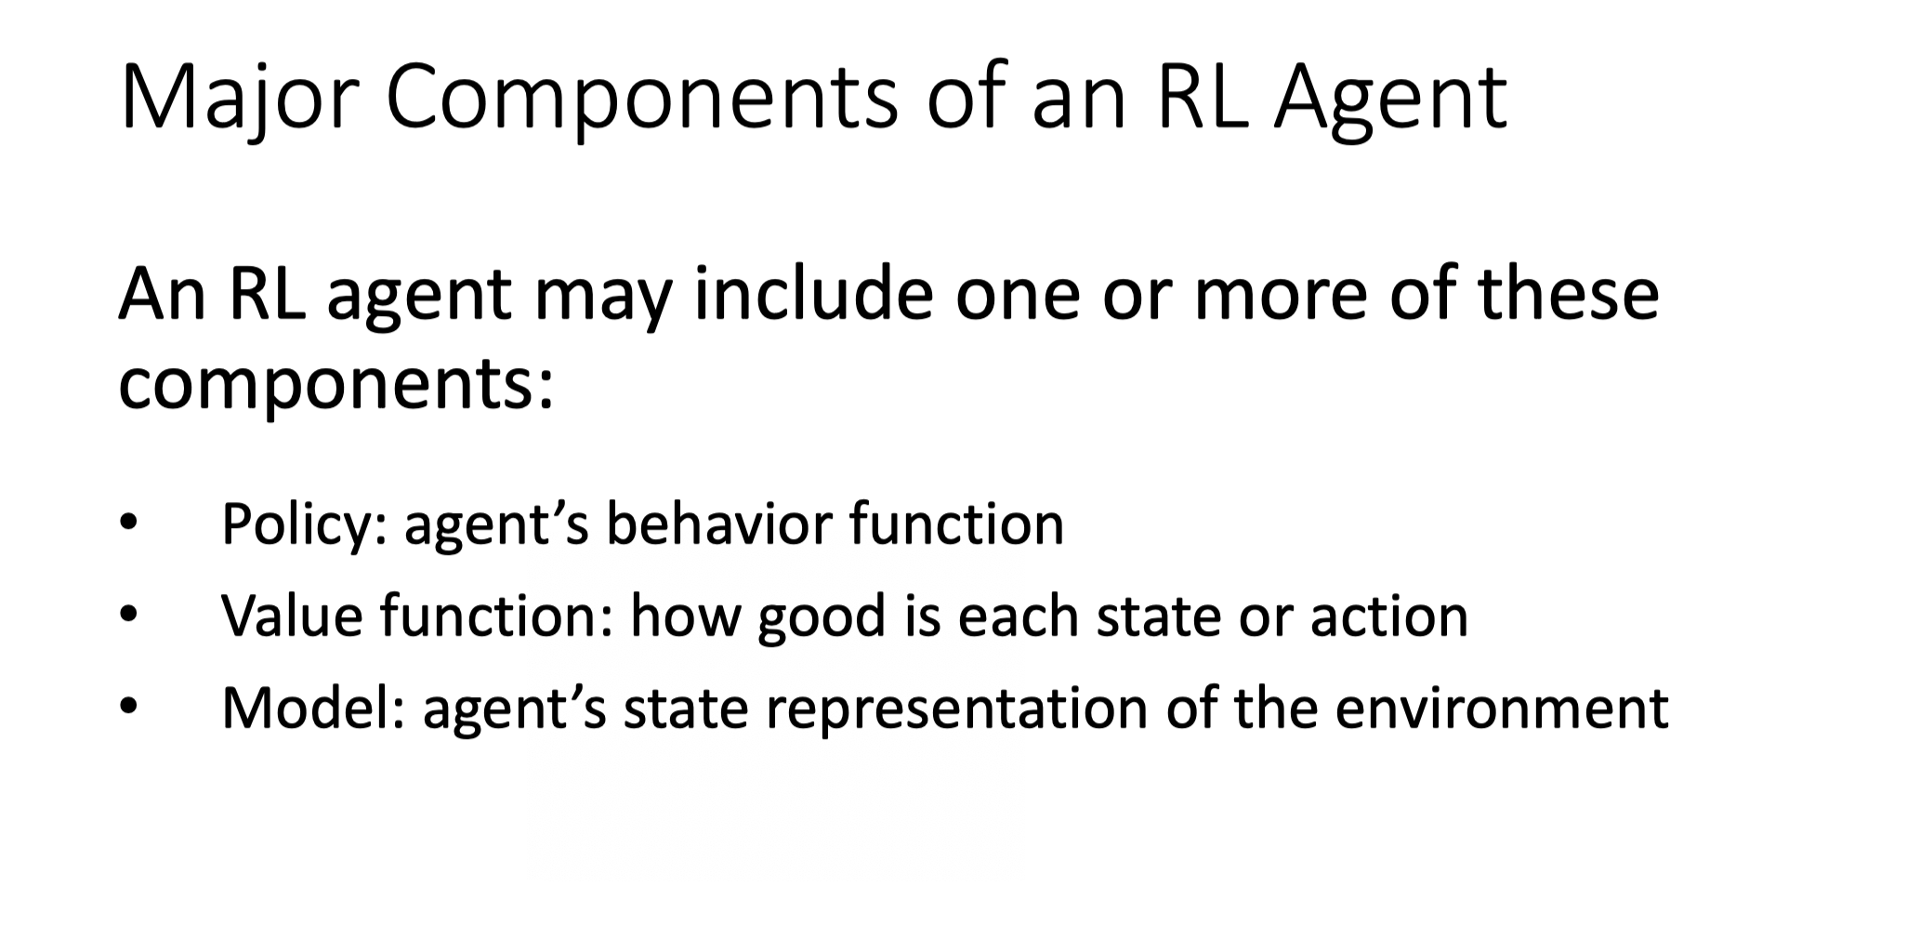 Major Components of an RL Agent
An RL agent may include one or more of these
components:
• Policy: agent’s behavior function
• Value function: how good is each state or action
• Model: agent’s state representation of the environment